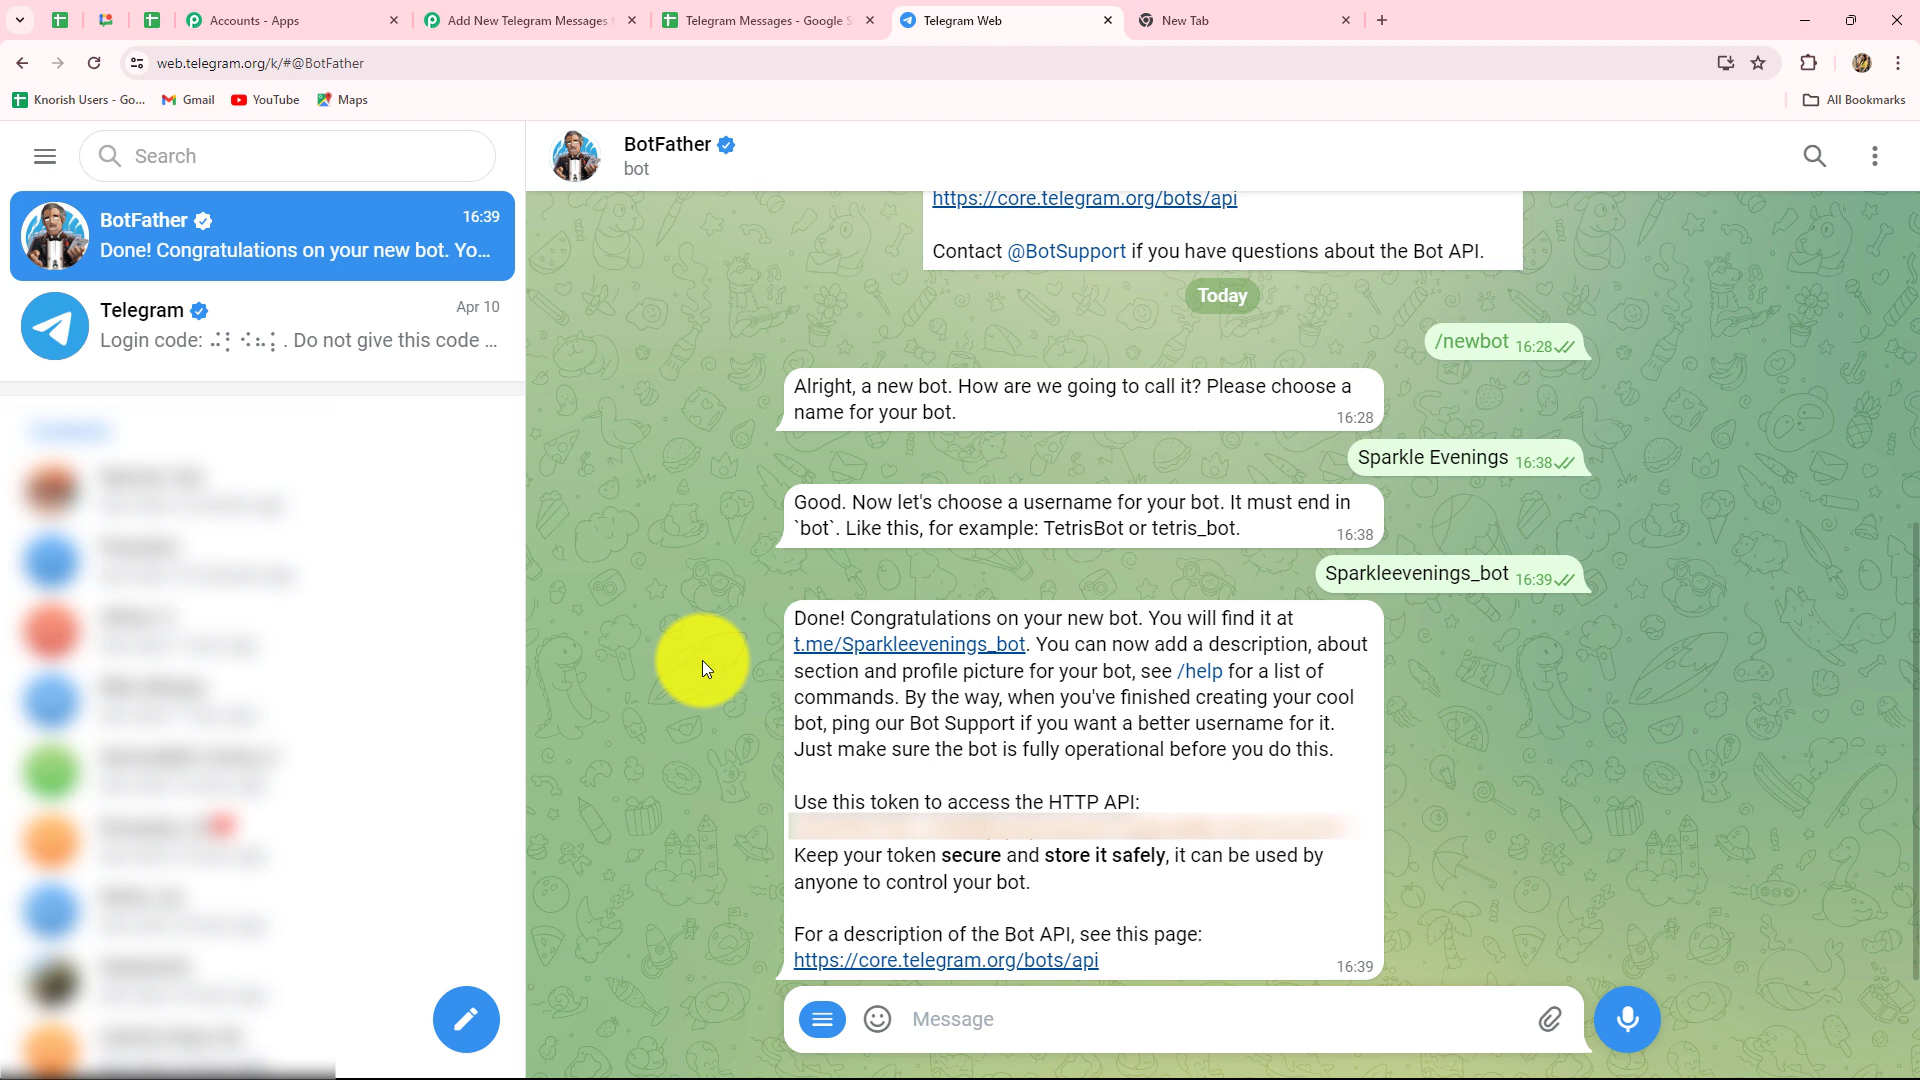 Accounts - Apps
Add New Telegram Messages
Telegram Messages - Google S
Telegram Web
New Tab
web.telegram.org/k/#@BotFather
Knorish Users - Go...
Gmail
YouTube
Maps
All Bookmarks
Search
BotFather
16:39
Done! Congratulations on your new bot. Yo...
Telegram
Apr 10
Login code: . Do not give this code ...
BotFather
bot
https://core.telegram.org/bots/api
Contact @BotSupport if you have questions about the Bot API.
Today
/newbot 16:28
Alright, a new bot. How are we going to call it? Please choose a
name for your bot.
16:28
Sparkle Evenings 16:38
Good. Now let's choose a username for your bot. It must end in
`bot`. Like this, for example: TetrisBot or tetris_bot.
16:38
Sparkleevenings_bot 16:39
Done! Congratulations on your new bot. You will find it at
t.me/Sparkleevenings_bot. You can now add a description, about
section and profile picture for your bot, see /help for a list of
commands. By the way, when you've finished creating your cool
bot, ping our Bot Support if you want a better username for it.
Just make sure the bot is fully operational before you do this.
Use this token to access the HTTP API:
Keep your token secure and store it safely, it can be used by
anyone to control your bot.
For a description of the Bot API, see this page:
https://core.telegram.org/bots/api
16:39
Message